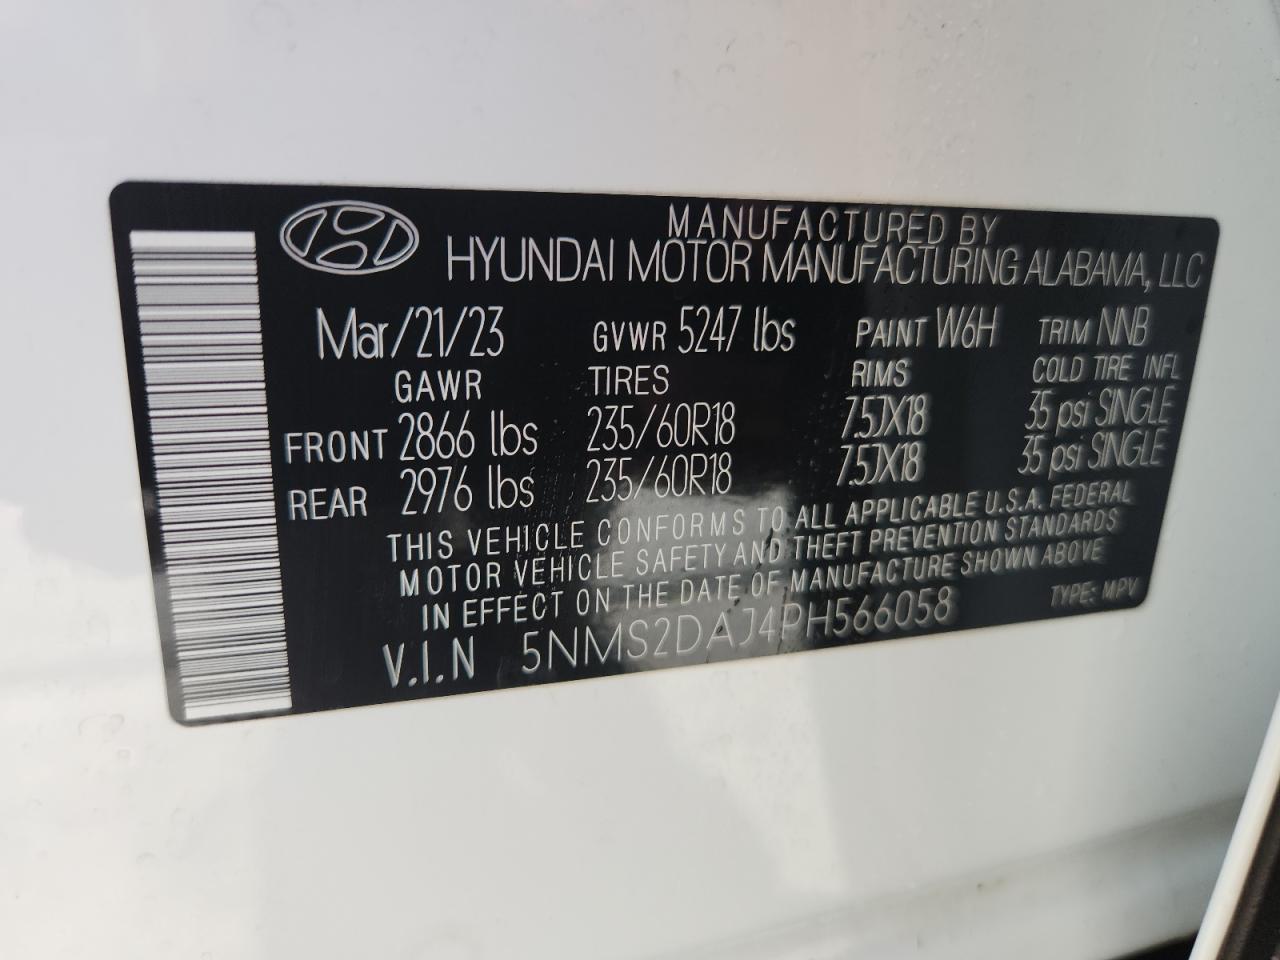 MANUFACTURED BY
HYUNDAI MOTOR MANUFACTURING ALABAMA, LLC
Mar/21/23 GVWR 5247 lbs PAINT W6H TRIM NNB
GAWR TIRES RIMS COLD TIRE INFL
FRONT 2866 lbs 235/60R18 7.5JX18 35 psi SINGLE
REAR 2976 lbs 235/60R18 7.5JX18 35 psi SINGLE
THIS VEHICLE CONFORMS TO ALL APPLICABLE U.S.A. FEDERAL
MOTOR VEHICLE SAFETY AND THEFT PREVENTION STANDARDS
IN EFFECT ON THE DATE OF MANUFACTURE SHOWN ABOVE
V.I.N 5NMS2DAJ4PH566058 TYPE: MPV